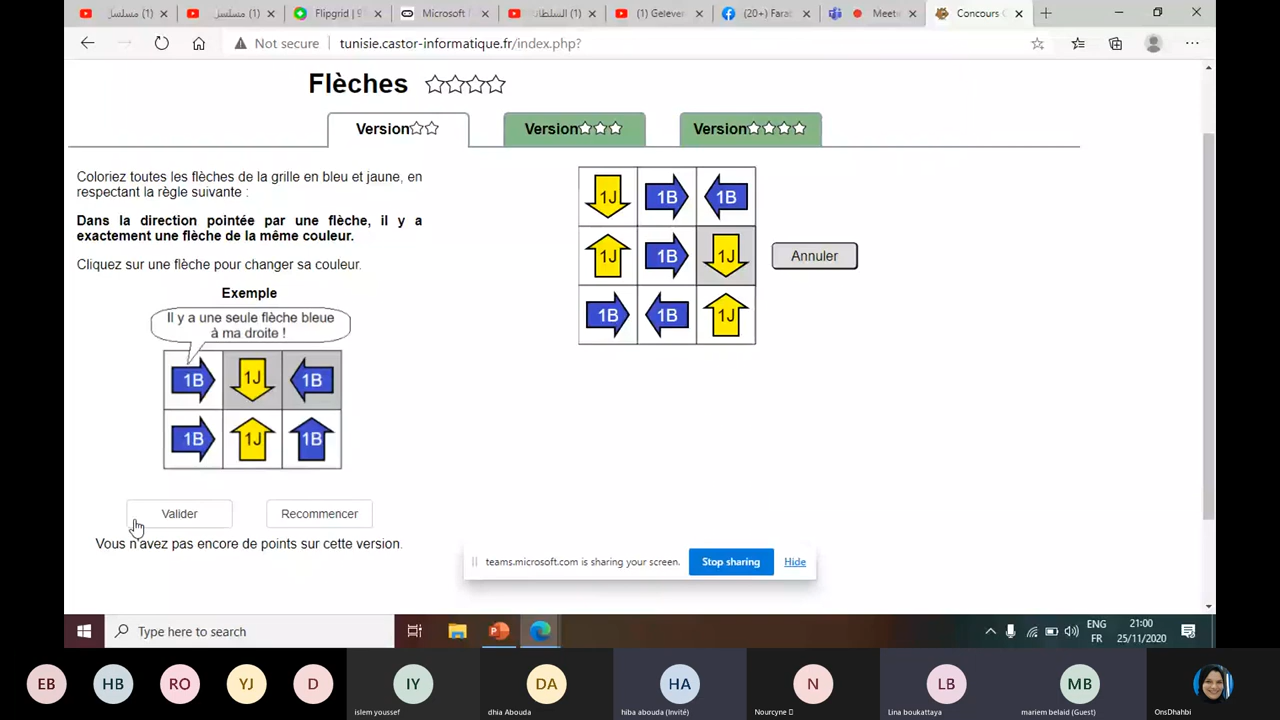 (1) مسلسل
(1) مسلسل
Flipgrid | 9
Microsoft F
(1) السلطان
(1) Gelever
(20+) Farac
Meeti
Concours C
Not secure
tunisie.castor-informatique.fr/index.php?
Flèches
Version
Version
Version
Coloriez toutes les flèches de la grille en bleu et jaune, en
respectant la règle suivante :
Dans la direction pointée par une flèche, il y a
exactement une flèche de la même couleur.
Cliquez sur une flèche pour changer sa couleur.
Exemple
Il y a une seule flèche bleue
à ma droite !
1B 1J 1B
1B 1J 1B
1J 1B 1B
1J 1B 1J
1B 1B 1J
Annuler
Valider
Recommencer
Vous n'avez pas encore de points sur cette version.
teams.microsoft.com is sharing your screen.
Stop sharing
Hide
Type here to search
ENG
FR
21:00
25/11/2020
EB
HB
RO
YJ
D
IY
DA
HA
N
LB
MB
islem youssef
dhia Abouda
hiba abouda (Invité)
Nourcyne
Lina boukattaya
mariem belaid (Guest)
OnsDhahbi